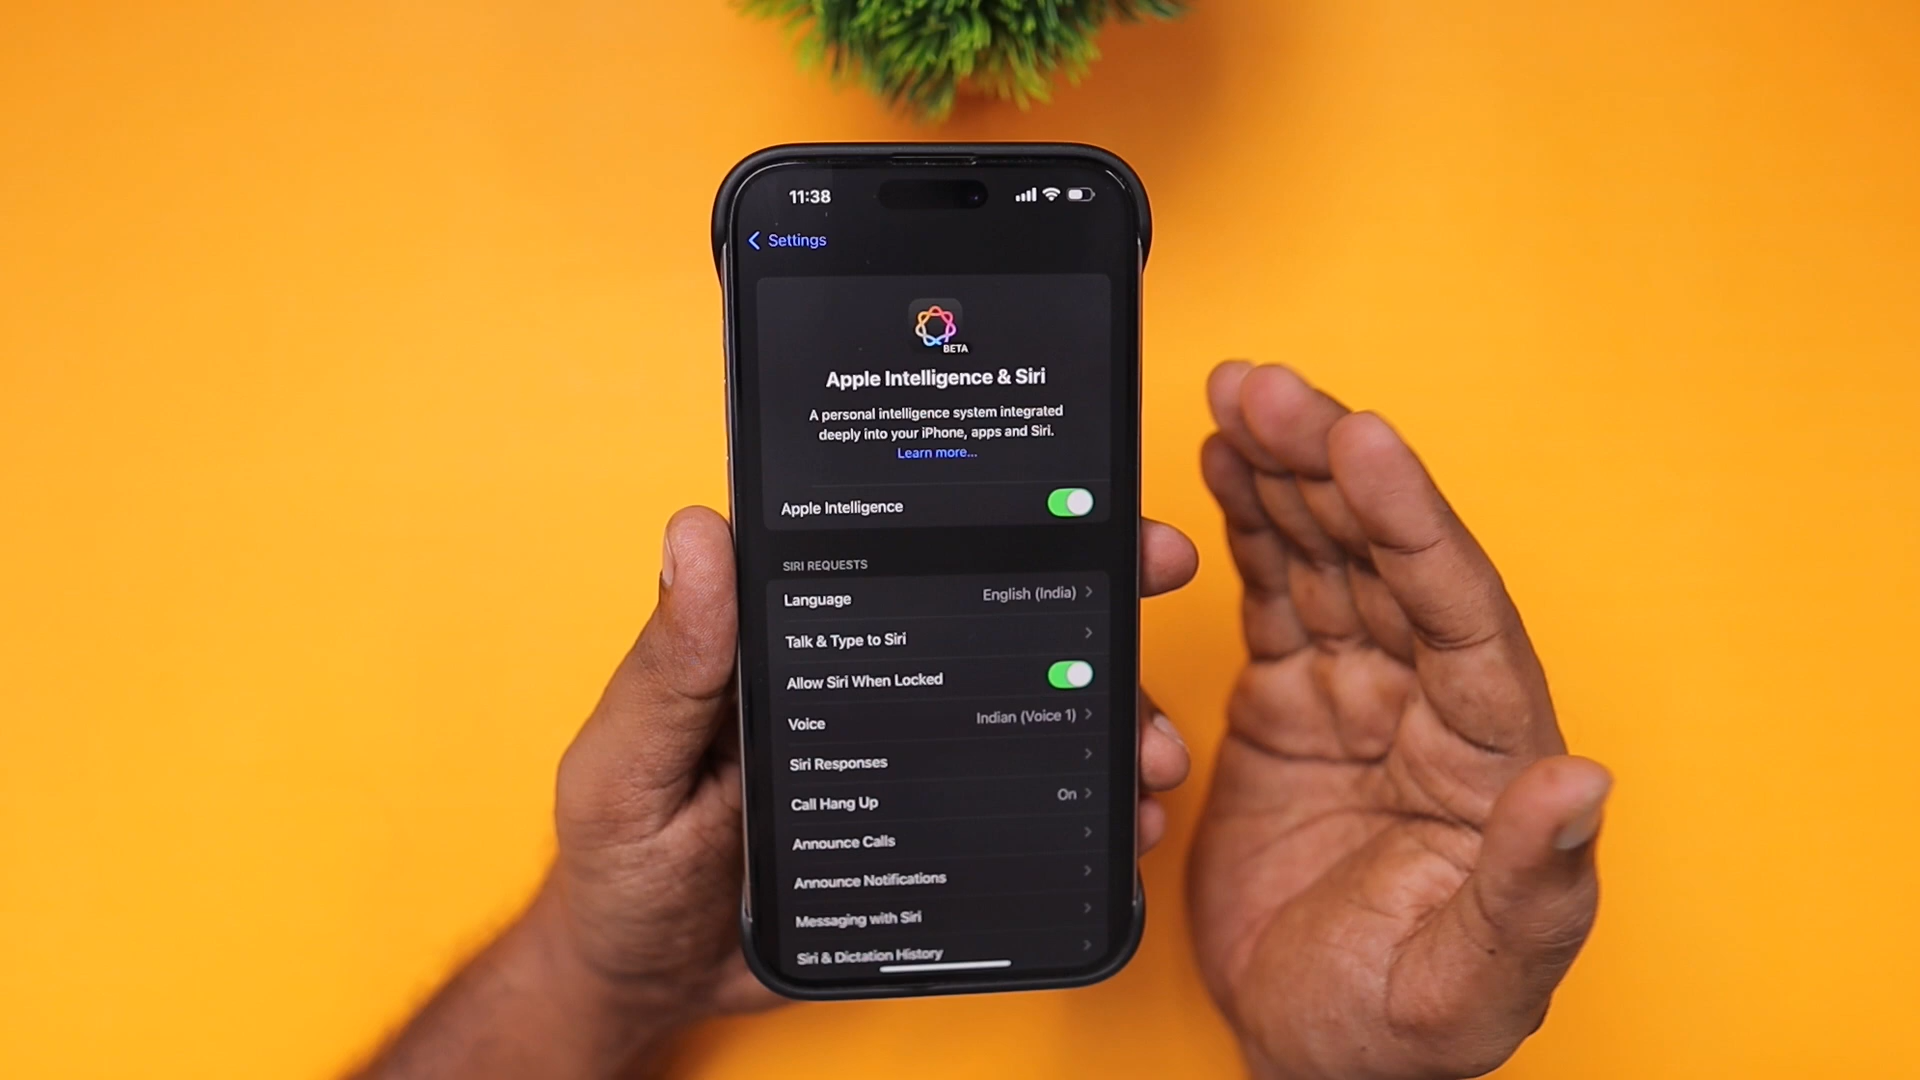 11:38
Settings
BETA
Apple Intelligence & Siri
A personal intelligence system integrated
deeply into your iPhone, apps and Siri.
Learn more...
Apple Intelligence
SIRI REQUESTS
Language English (India)
Talk & Type to Siri
Allow Siri When Locked
Voice Indian (Voice 1)
Siri Responses
Call Hang Up On
Announce Calls
Announce Notifications
Messaging with Siri
Siri & Dictation History